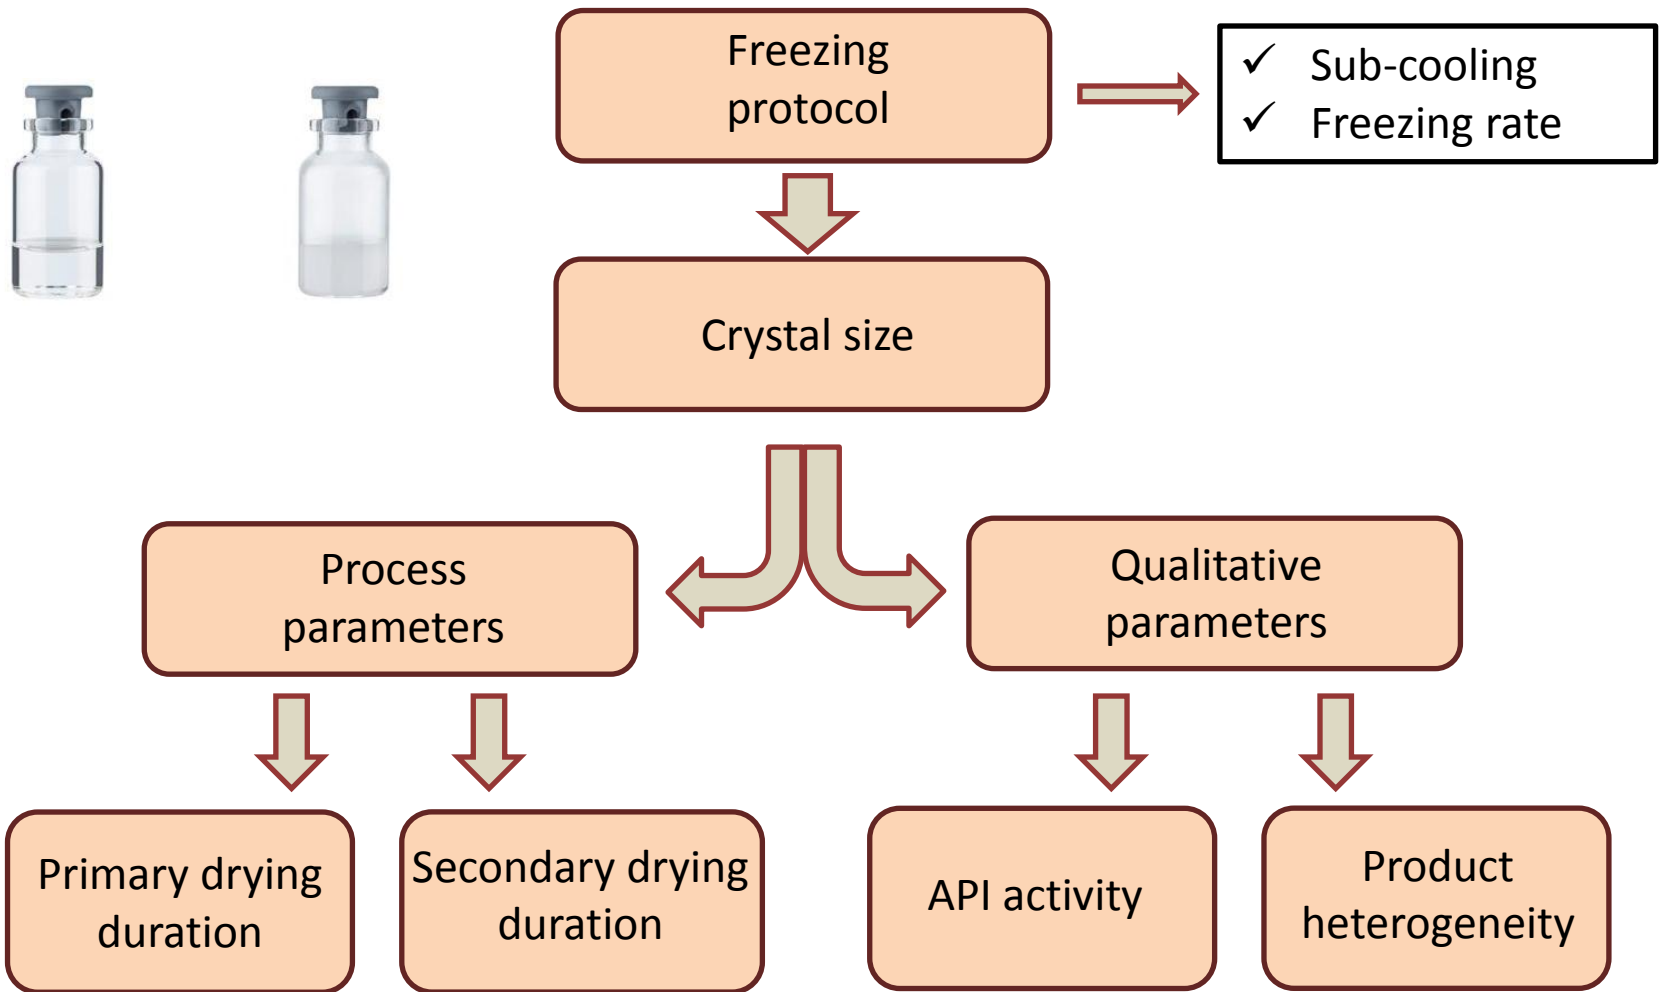 Freezing
protocol
✓ Sub-cooling
✓ Freezing rate
Crystal size
Process
parameters
Qualitative
parameters
Primary drying
duration
Secondary drying
duration
API activity
Product
heterogeneity